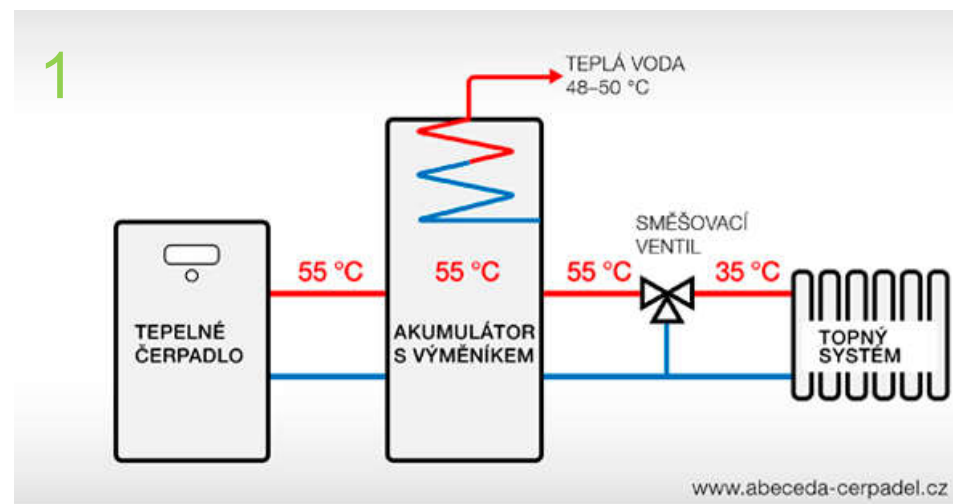 1
TEPLÁ VODA
48–50 °C
SMĚŠOVACÍ
VENTIL
55 °C
55 °C
55 °C
35 °C
TEPELNÉ
ČERPADLO
AKUMULÁTOR
S VÝMĚNÍKEM
TOPNÝ
SYSTÉM
www.abeceda-cerpadel.cz